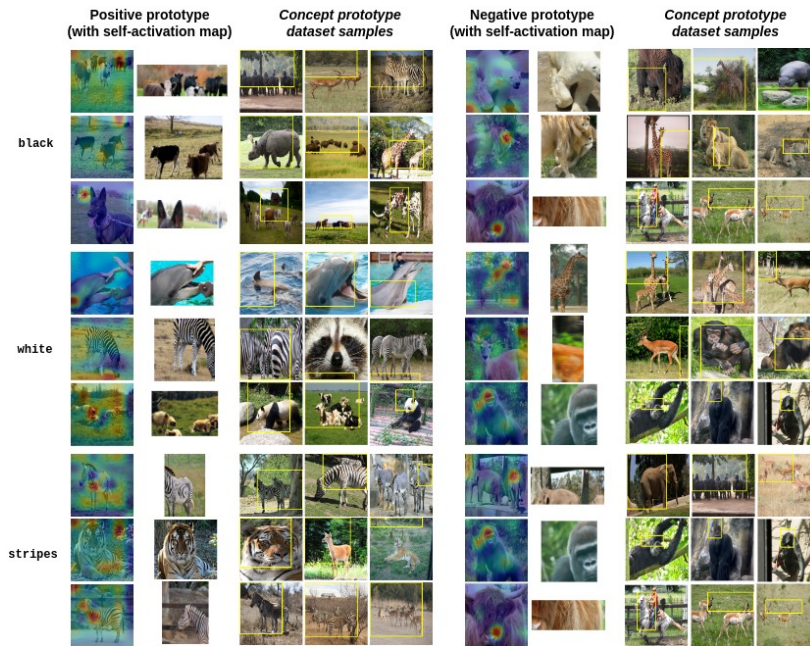 Positive prototype
(with self-activation map)
Concept prototype
dataset samples
Negative prototype
(with self-activation map)
Concept prototype
dataset samples
black
white
stripes